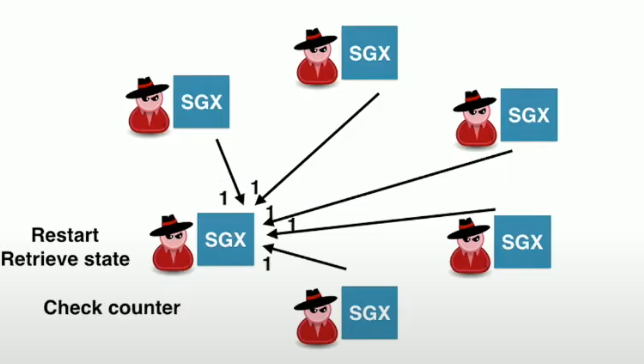 SGX
SGX
SGX
1
1
1
1
Restart
Retrieve state
SGX
SGX
1
Check counter
SGX